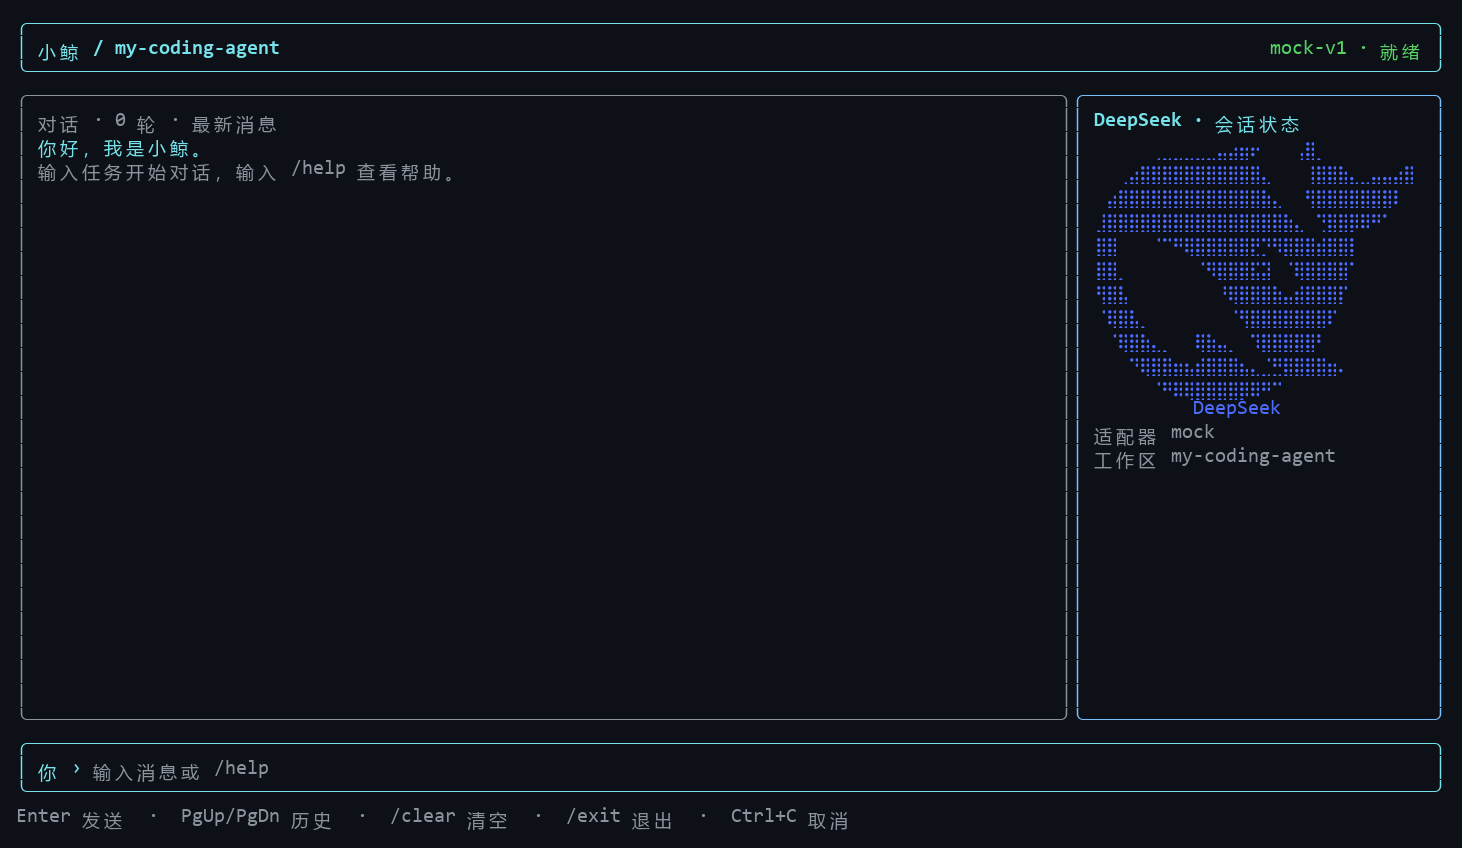 小鲸 / my-coding-agent
mock-v1 · 就绪
对话 · 0 轮 · 最新消息
你好，我是小鲸。
输入任务开始对话，输入 /help 查看帮助。
DeepSeek · 会话状态
DeepSeek
适配器 mock
工作区 my-coding-agent
你 › 输入消息或 /help
Enter 发送 · PgUp/PgDn 历史 · /clear 清空 · /exit 退出 · Ctrl+C 取消